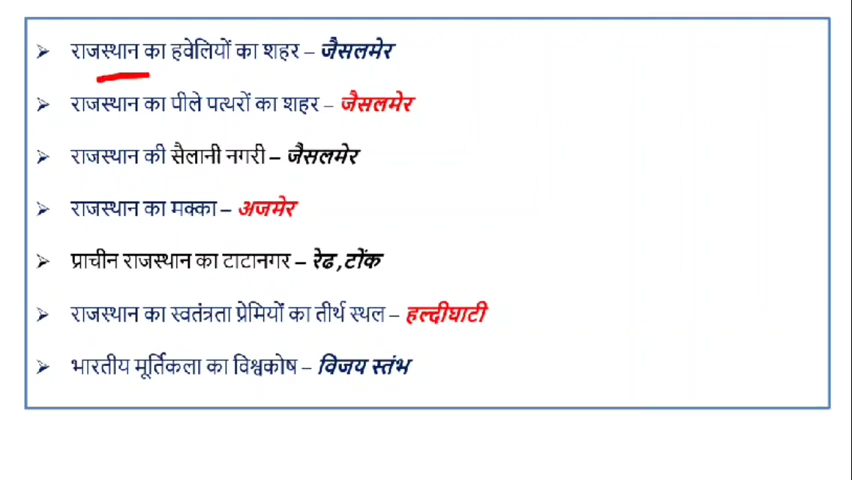 ➢ राजस्थान का हवेलियों का शहर – जैसलमेर
➢ राजस्थान का पीले पत्थरों का शहर – जैसलमेर
➢ राजस्थान की सैलानी नगरी – जैसलमेर
➢ राजस्थान का मक्का – अजमेर
➢ प्राचीन राजस्थान का टाटानगर – रेढ ,टोंक
➢ राजस्थान का स्वतंत्रता प्रेमियों का तीर्थ स्थल – हल्दीघाटी
➢ भारतीय मूर्तिकला का विश्वकोष – विजय स्तंभ